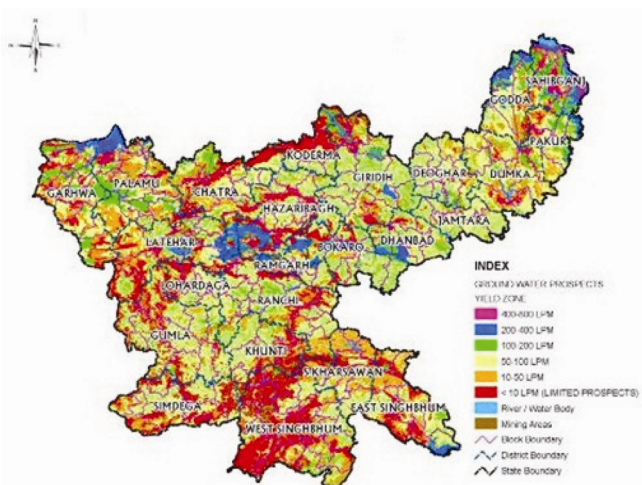 N
SAHIBGANJ
GODDA
PAKUR
KODERMA
DEOGHAR
DUMKA
GIRIDIH
GARHWA
PALAMU
CHATRA
HAZARIBAGH
JAMTARA
LATEHAR
BOKARO
DHANBAD
RAMGARH
LOHARDAGA
RANCHI
GUMLA
KHUNTI
S.KHARSAWAN
SIMDEGA
EAST SINGHBUM
WEST SINGHBUM
INDEX
GROUND WATER PROSPECTS
YIELD ZONE
400-800 LPM
200-400 LPM
100-200 LPM
50-100 LPM
10-50 LPM
< 10 LPM (LIMITED PROSPECTS)
River / Water Body
Mining Areas
Block Boundary
District Boundary
State Boundary